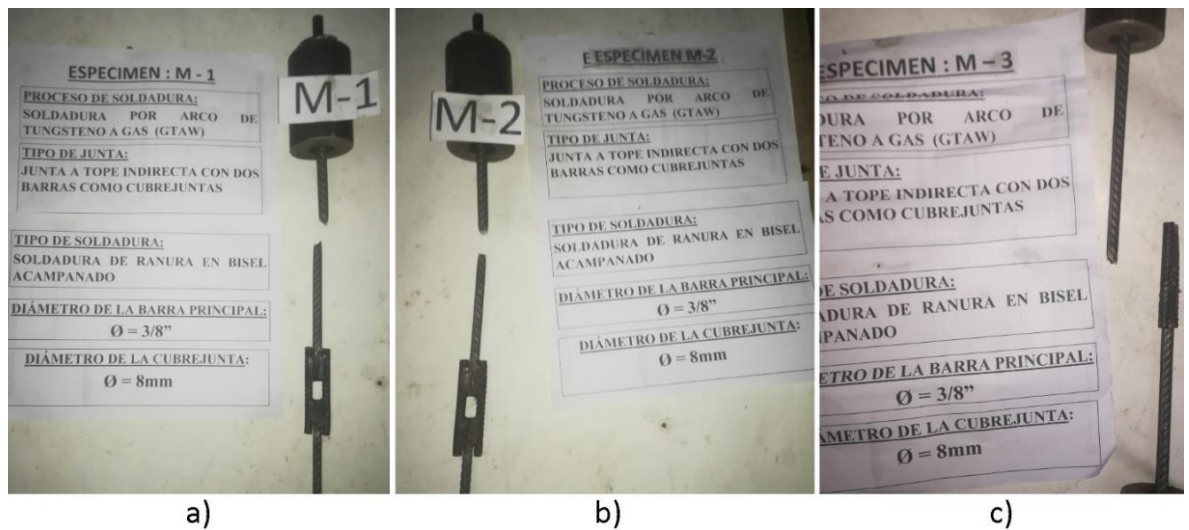 ESPECIMEN : M - 1
PROCESO DE SOLDADURA:
SOLDADURA POR ARCO DE
TUNGSTENO A GAS (GTAW)
TIPO DE JUNTA:
JUNTA A TOPE INDIRECTA CON DOS
BARRAS COMO CUBREJUNTAS
TIPO DE SOLDADURA:
SOLDADURA DE RANURA EN BISEL
ACAMPANADO
DIÁMETRO DE LA BARRA PRINCIPAL:
Ø = 3/8”
DIÁMETRO DE LA CUBREJUNTA:
Ø = 8mm
M-1
a)
E ESPECIMEN M-2
PROCESO DE SOLDADURA:
SOLDADURA POR ARCO DE
TUNGSTENO A GAS (GTAW)
TIPO DE JUNTA:
JUNTA A TOPE INDIRECTA CON DOS
BARRAS COMO CUBREJUNTAS
TIPO DE SOLDADURA:
SOLDADURA DE RANURA EN BISEL
ACAMPANADO
DIÁMETRO DE LA BARRA PRINCIPAL:
Ø = 3/8”
DIÁMETRO DE LA CUBREJUNTA:
Ø = 8mm
M-2
b)
ESPECIMEN : M – 3
SO DE SOLDADURA:
DURA POR ARCO DE
TENO A GAS (GTAW)
E JUNTA:
A TOPE INDIRECTA CON DOS
AS COMO CUBREJUNTAS
DE SOLDADURA:
ADURA DE RANURA EN BISEL
MPANADO
ETRO DE LA BARRA PRINCIPAL:
Ø = 3/8”
AMETRO DE LA CUBREJUNTA:
Ø = 8mm
c)